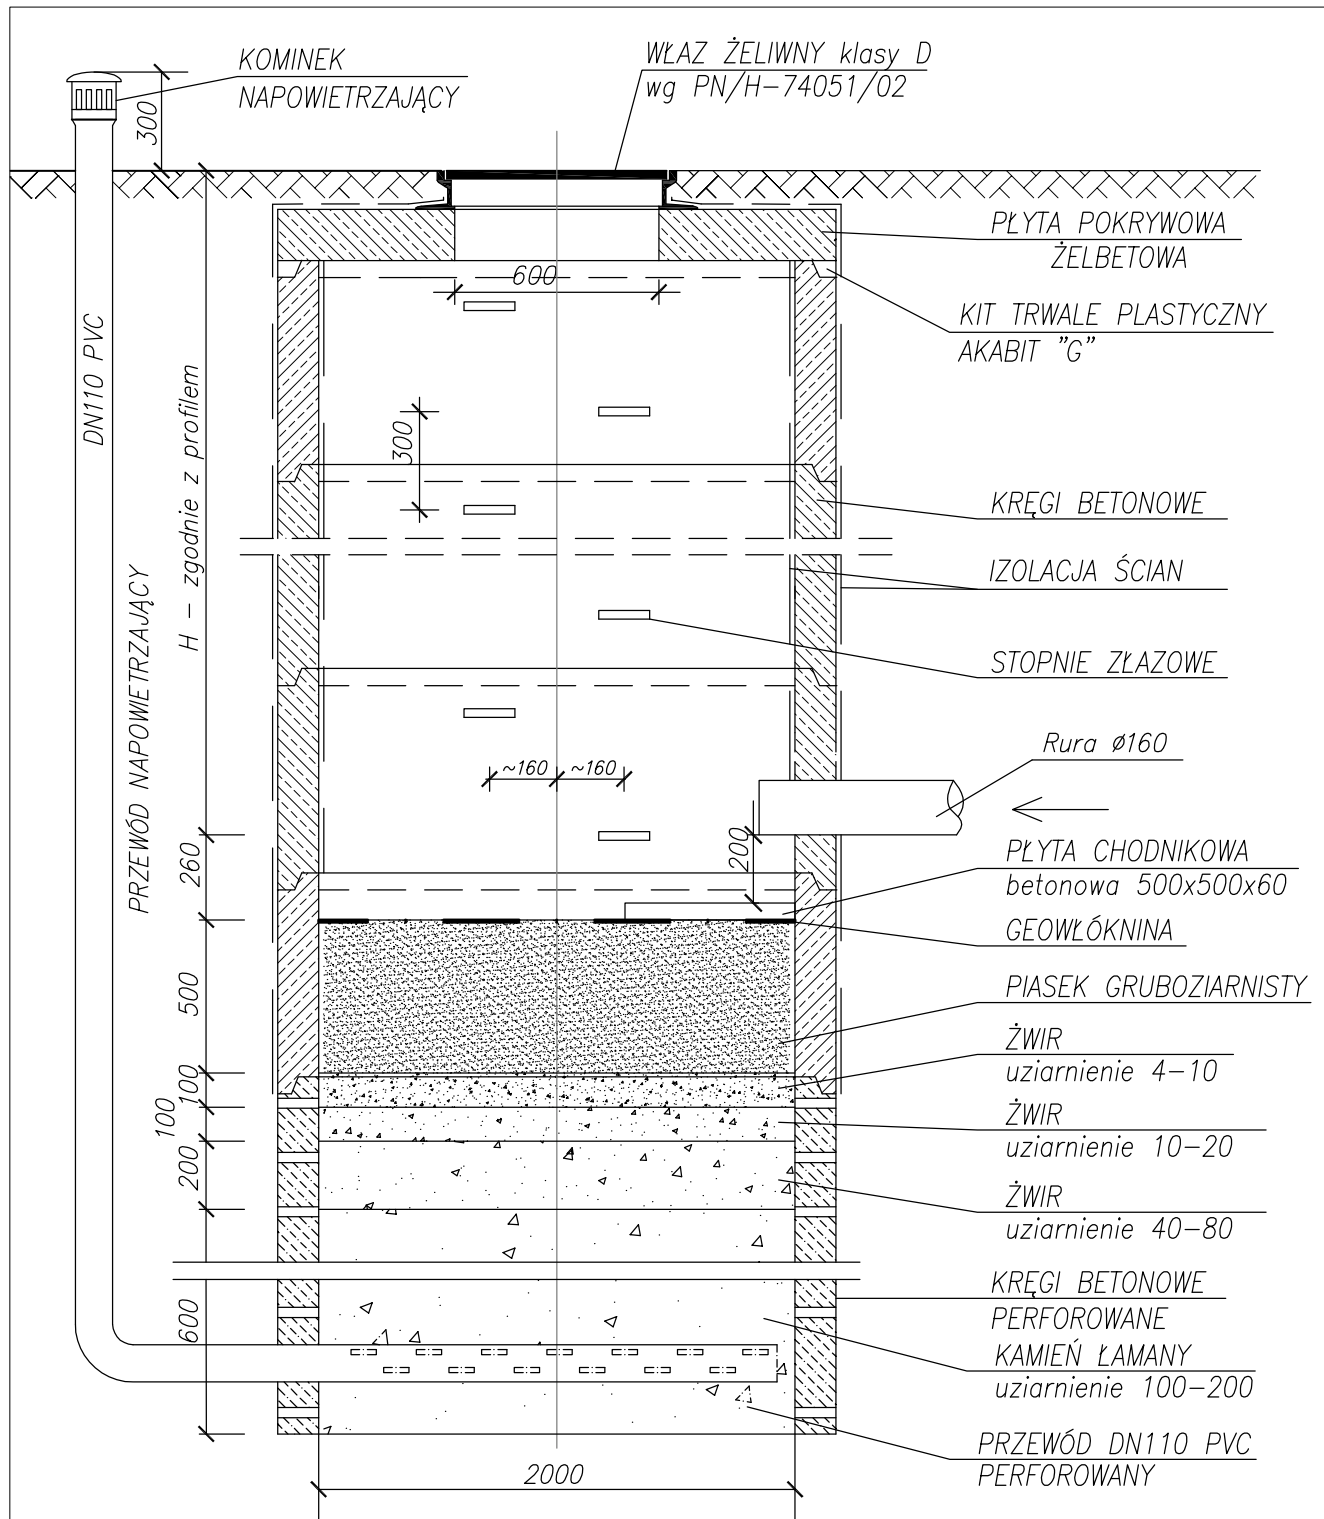 KOMINEK
NAPOWIETRZAJĄCY
WŁAZ ŻELIWNY klasy D
wg PN/H-74051/02
300
PŁYTA POKRYWOWA
ŻELBETOWA
600
KIT TRWALE PLASTYCZNY
AKABIT "G"
DN110 PVC
H - zgodnie z profilem
300
KRĘGI BETONOWE
IZOLACJA ŚCIAN
PRZEWÓD NAPOWIETRZAJĄCY
STOPNIE ZŁAZOWE
Rura ø160
~160
~160
200
260
PŁYTA CHODNIKOWA
betonowa 500x500x60
GEOWŁÓKNINA
500
PIASEK GRUBOZIARNISTY
ŻWIR
uziarnienie 4-10
100
100
ŻWIR
uziarnienie 10-20
200
ŻWIR
uziarnienie 40-80
KRĘGI BETONOWE
PERFOROWANE
600
KAMIEŃ ŁAMANY
uziarnienie 100-200
PRZEWÓD DN110 PVC
PERFOROWANY
2000